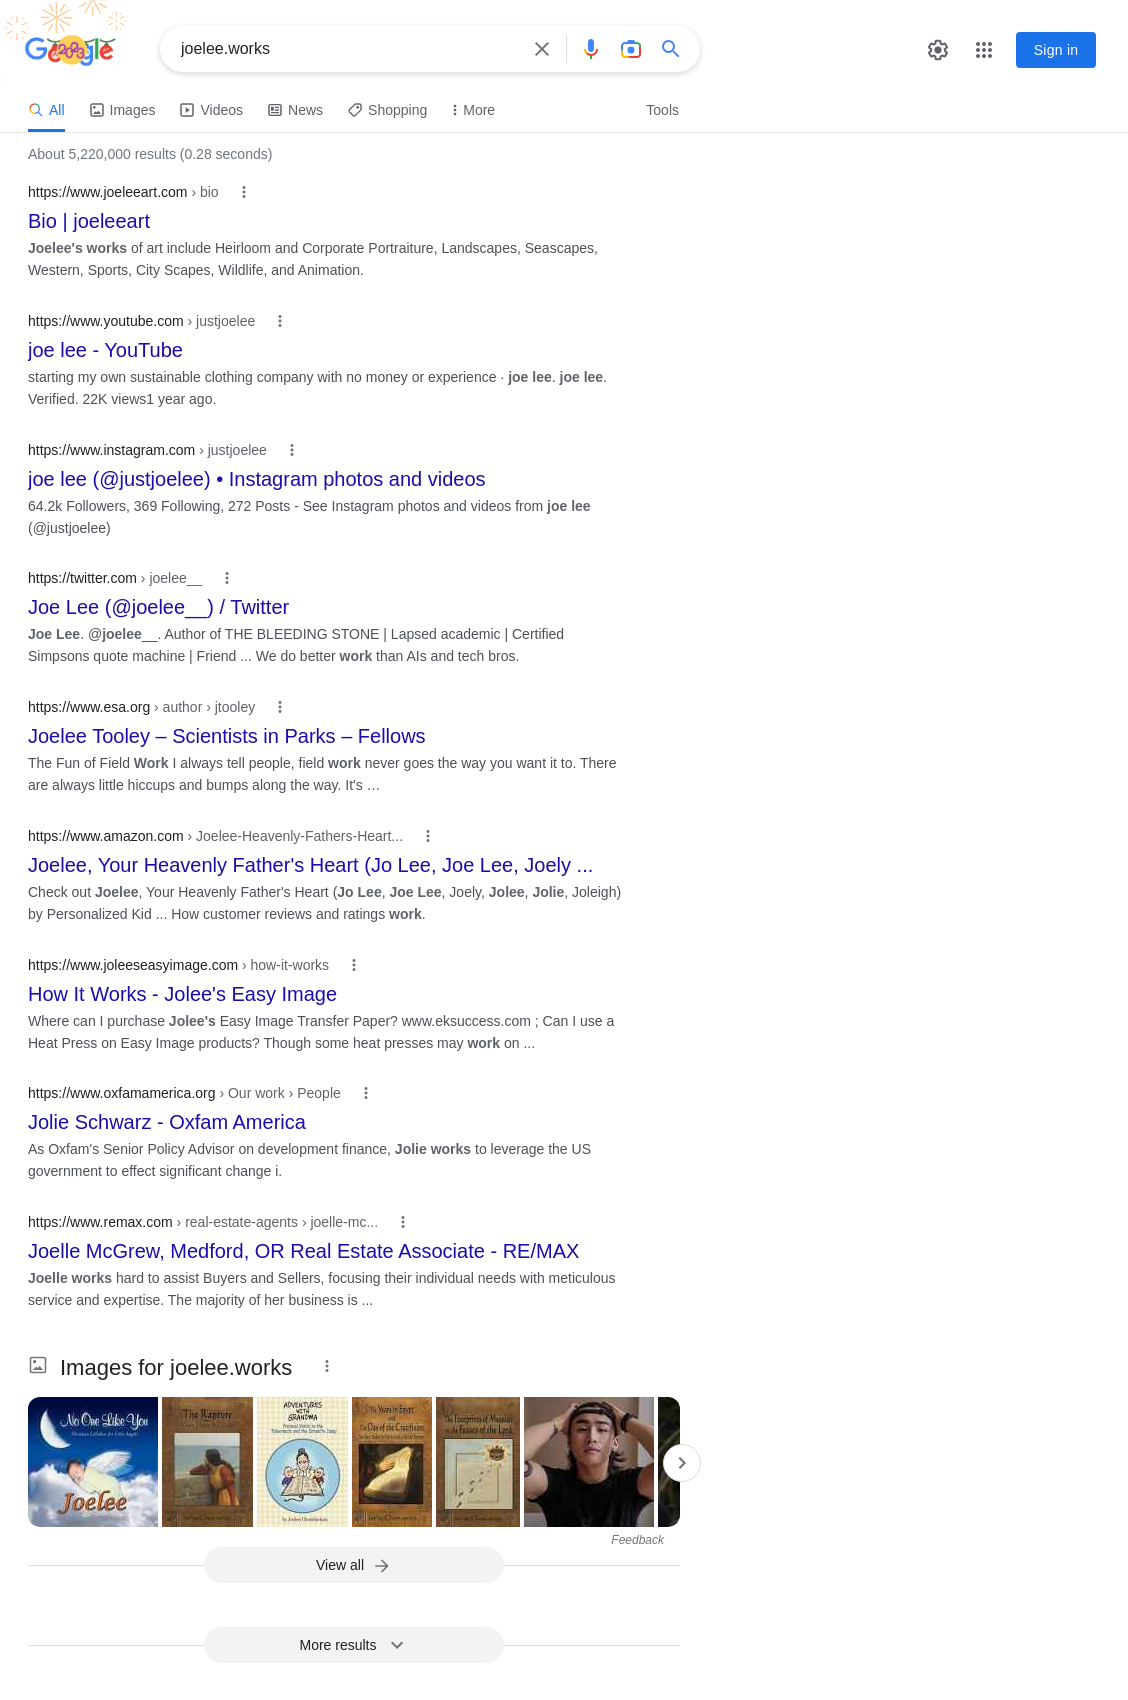 Google
2023
joelee.works
Sign in
All
Images
Videos
News
Shopping
More
Tools
About 5,220,000 results (0.28 seconds)
https://www.joeleeart.com › bio
Bio | joeleeart
Joelee's works of art include Heirloom and Corporate Portraiture, Landscapes, Seascapes,
Western, Sports, City Scapes, Wildlife, and Animation.
https://www.youtube.com › justjoelee
joe lee - YouTube
starting my own sustainable clothing company with no money or experience · joe lee. joe lee.
Verified. 22K views1 year ago.
https://www.instagram.com › justjoelee
joe lee (@justjoelee) • Instagram photos and videos
64.2k Followers, 369 Following, 272 Posts - See Instagram photos and videos from joe lee
(@justjoelee)
https://twitter.com › joelee__
Joe Lee (@joelee__) / Twitter
Joe Lee. @joelee__. Author of THE BLEEDING STONE | Lapsed academic | Certified
Simpsons quote machine | Friend ... We do better work than AIs and tech bros.
https://www.esa.org › author › jtooley
Joelee Tooley – Scientists in Parks – Fellows
The Fun of Field Work I always tell people, field work never goes the way you want it to. There
are always little hiccups and bumps along the way. It's …
https://www.amazon.com › Joelee-Heavenly-Fathers-Heart...
Joelee, Your Heavenly Father's Heart (Jo Lee, Joe Lee, Joely ...
Check out Joelee, Your Heavenly Father's Heart (Jo Lee, Joe Lee, Joely, Jolee, Jolie, Joleigh)
by Personalized Kid ... How customer reviews and ratings work.
https://www.joleeseasyimage.com › how-it-works
How It Works - Jolee's Easy Image
Where can I purchase Jolee's Easy Image Transfer Paper? www.eksuccess.com ; Can I use a
Heat Press on Easy Image products? Though some heat presses may work on ...
https://www.oxfamamerica.org › Our work › People
Jolie Schwarz - Oxfam America
As Oxfam's Senior Policy Advisor on development finance, Jolie works to leverage the US
government to effect significant change i.
https://www.remax.com › real-estate-agents › joelle-mc...
Joelle McGrew, Medford, OR Real Estate Associate - RE/MAX
Joelle works hard to assist Buyers and Sellers, focusing their individual needs with meticulous
service and expertise. The majority of her business is ...
Images for joelee.works
No One Like You
Joelee
The Rapture
ADVENTURES
WITH
GRANDMA
Feedback
View all
More results